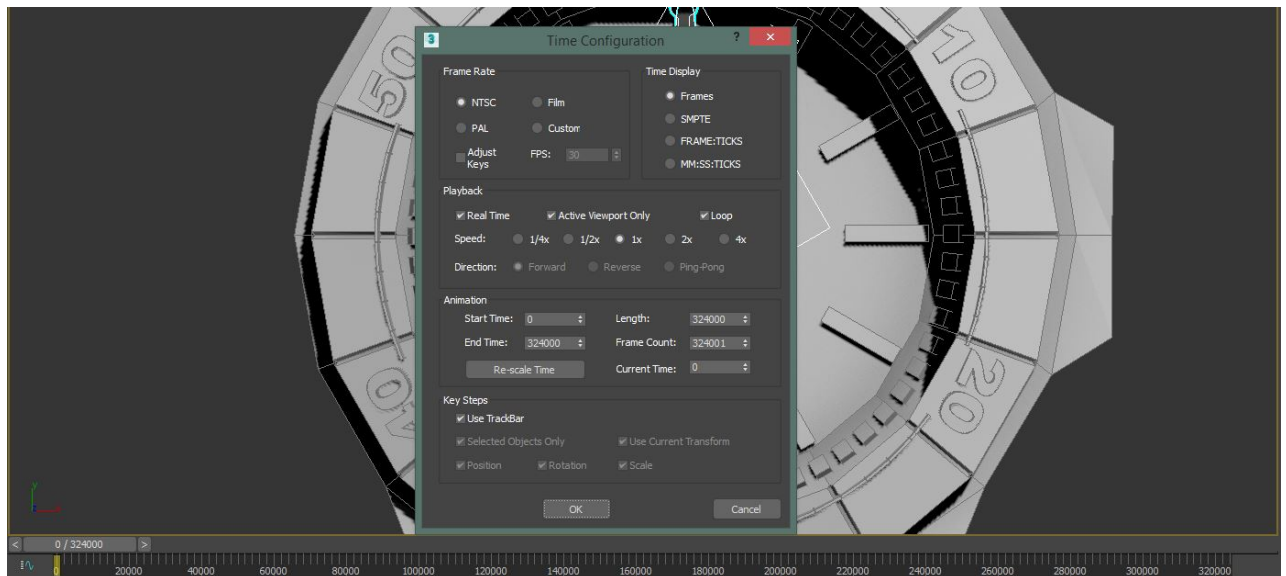 50
10
40
20
3
Time Configuration
?
Frame Rate
NTSC
Film
PAL
Custom
Adjust
Keys
FPS:
30
Time Display
Frames
SMPTE
FRAME:TICKS
MM:SS:TICKS
Playback
Real Time
Active Viewport Only
Loop
Speed:
1/4x
1/2x
1x
2x
4x
Direction:
Forward
Reverse
Ping-Pong
Animation
Start Time: 0
Length: 324000
End Time: 324000
Frame Count: 324001
Re-scale Time
Current Time: 0
Key Steps
Use TrackBar
Selected Objects Only
Use Current Transform
Position
Rotation
Scale
OK
Cancel
y
< 0 / 324000 >
0 20000 40000 60000 80000 100000 120000 140000 160000 180000 200000 220000 240000 260000 280000 300000 320000